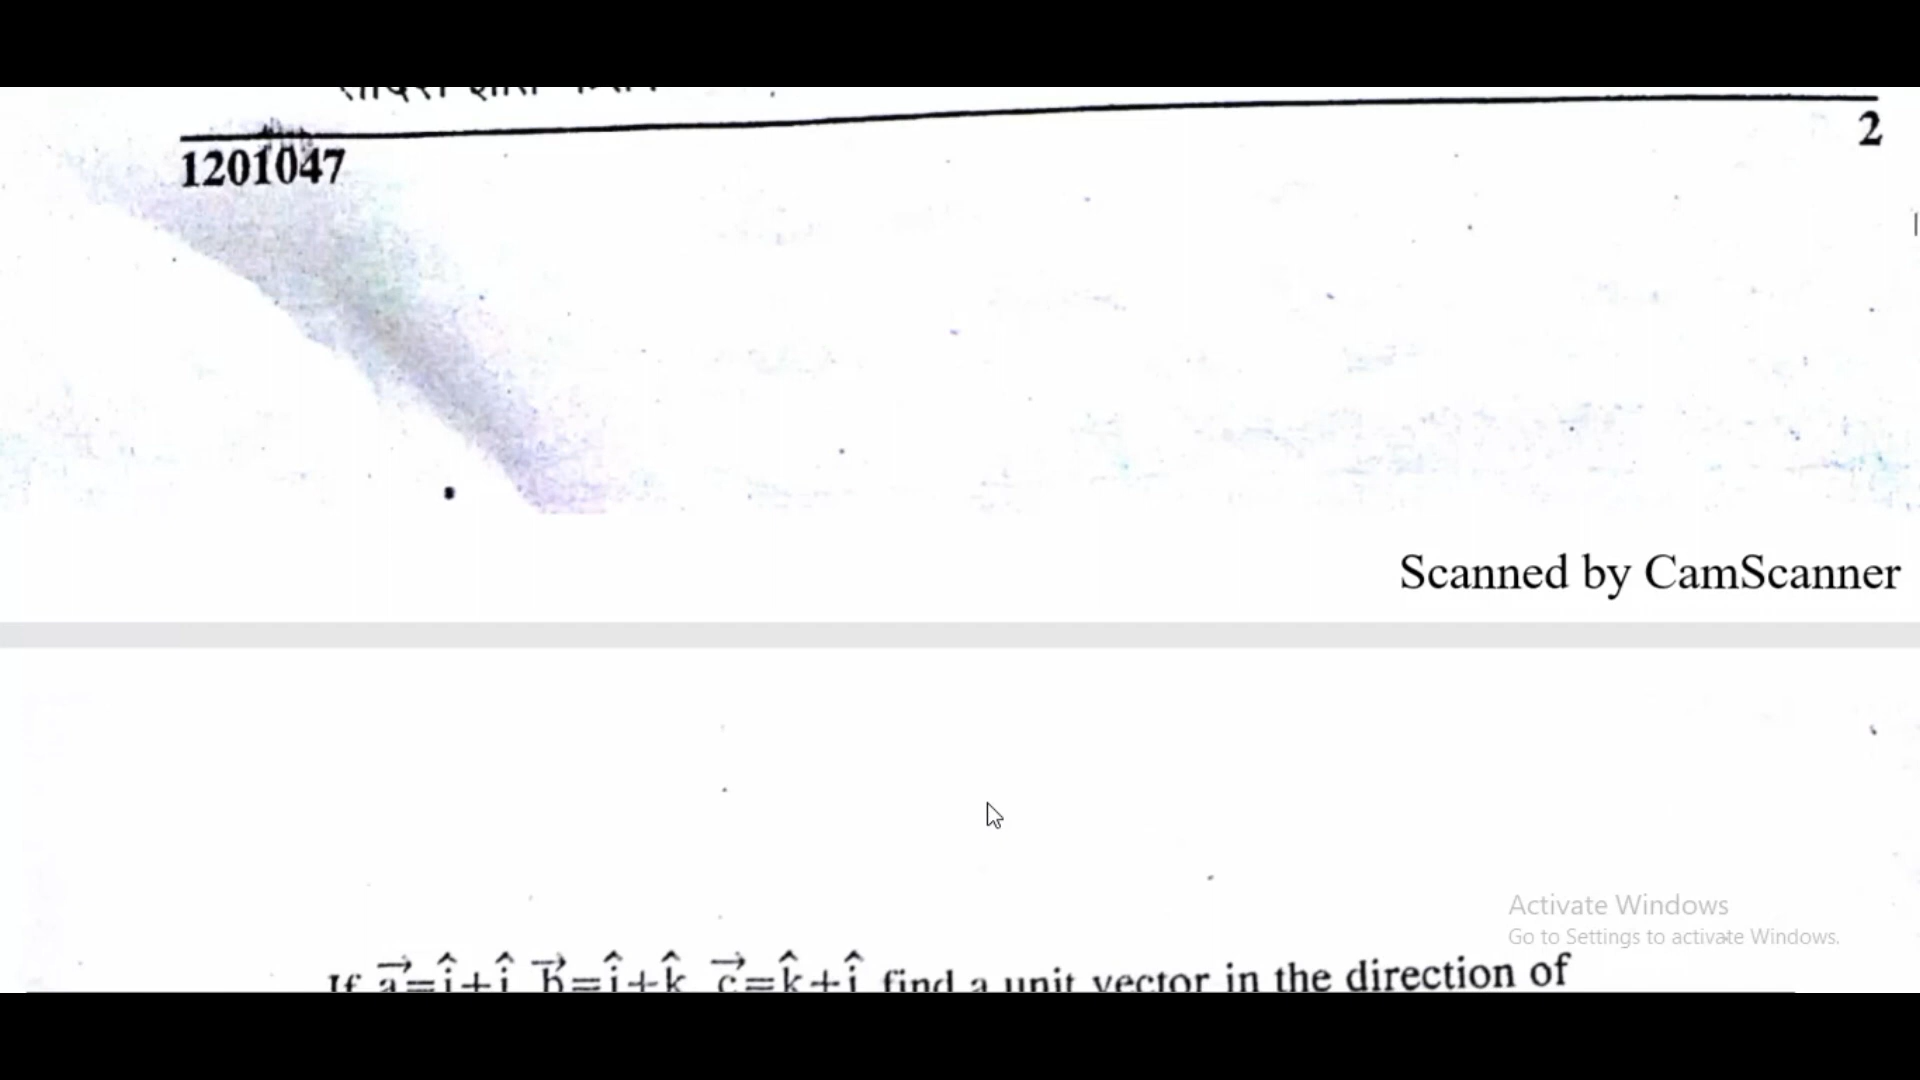 2
1201047
Scanned by CamScanner
Activate Windows
Go to Settings to activate Windows.
If a⃗=î+ĵ b⃗=ĵ+k̂ c⃗=k̂+î find a unit vector in the direction of